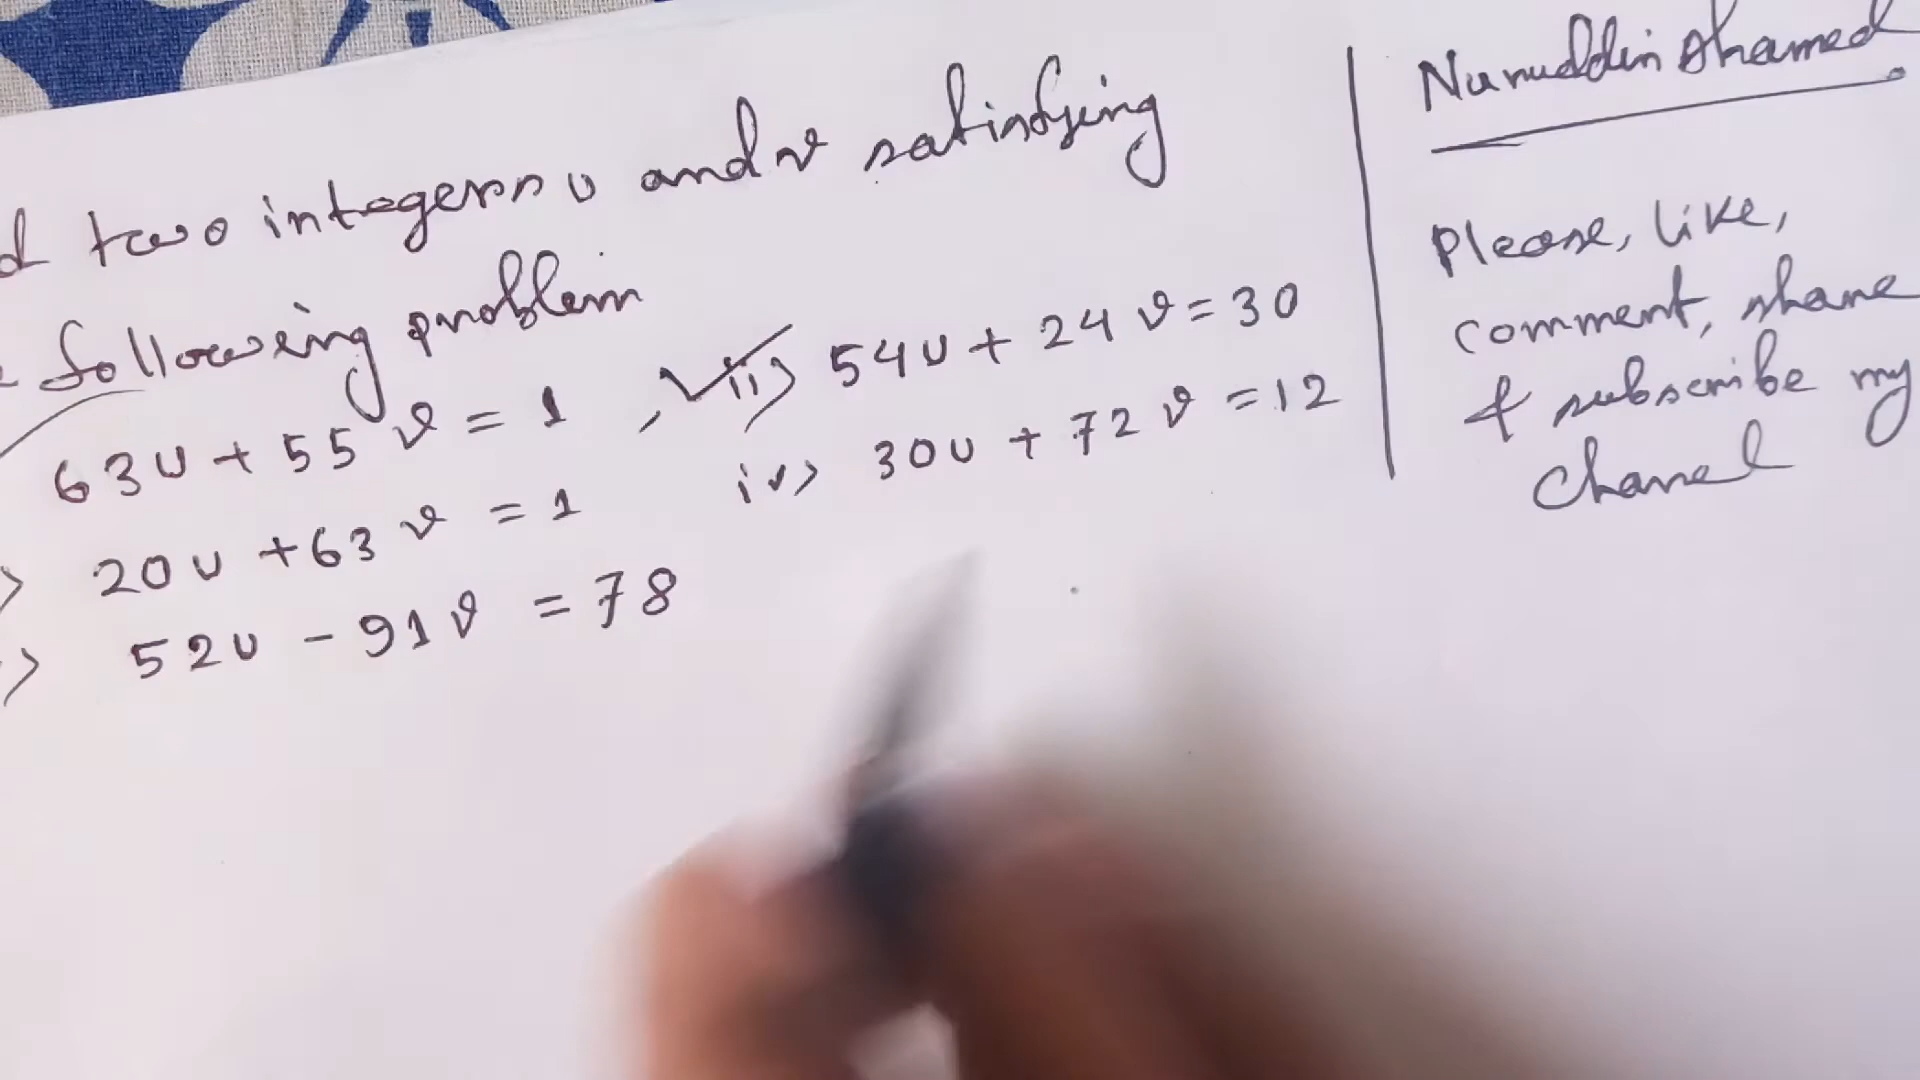 d two integers u and v satisfying
following problem
63u + 55v = 1 , ii) 54u + 24v = 30
> 20u + 63v = 1 iv) 30u + 72v = 12
> 52u - 91v = 78
Nuruddin Ahamed
Please, like,
comment, share
& subscribe my
Chanel